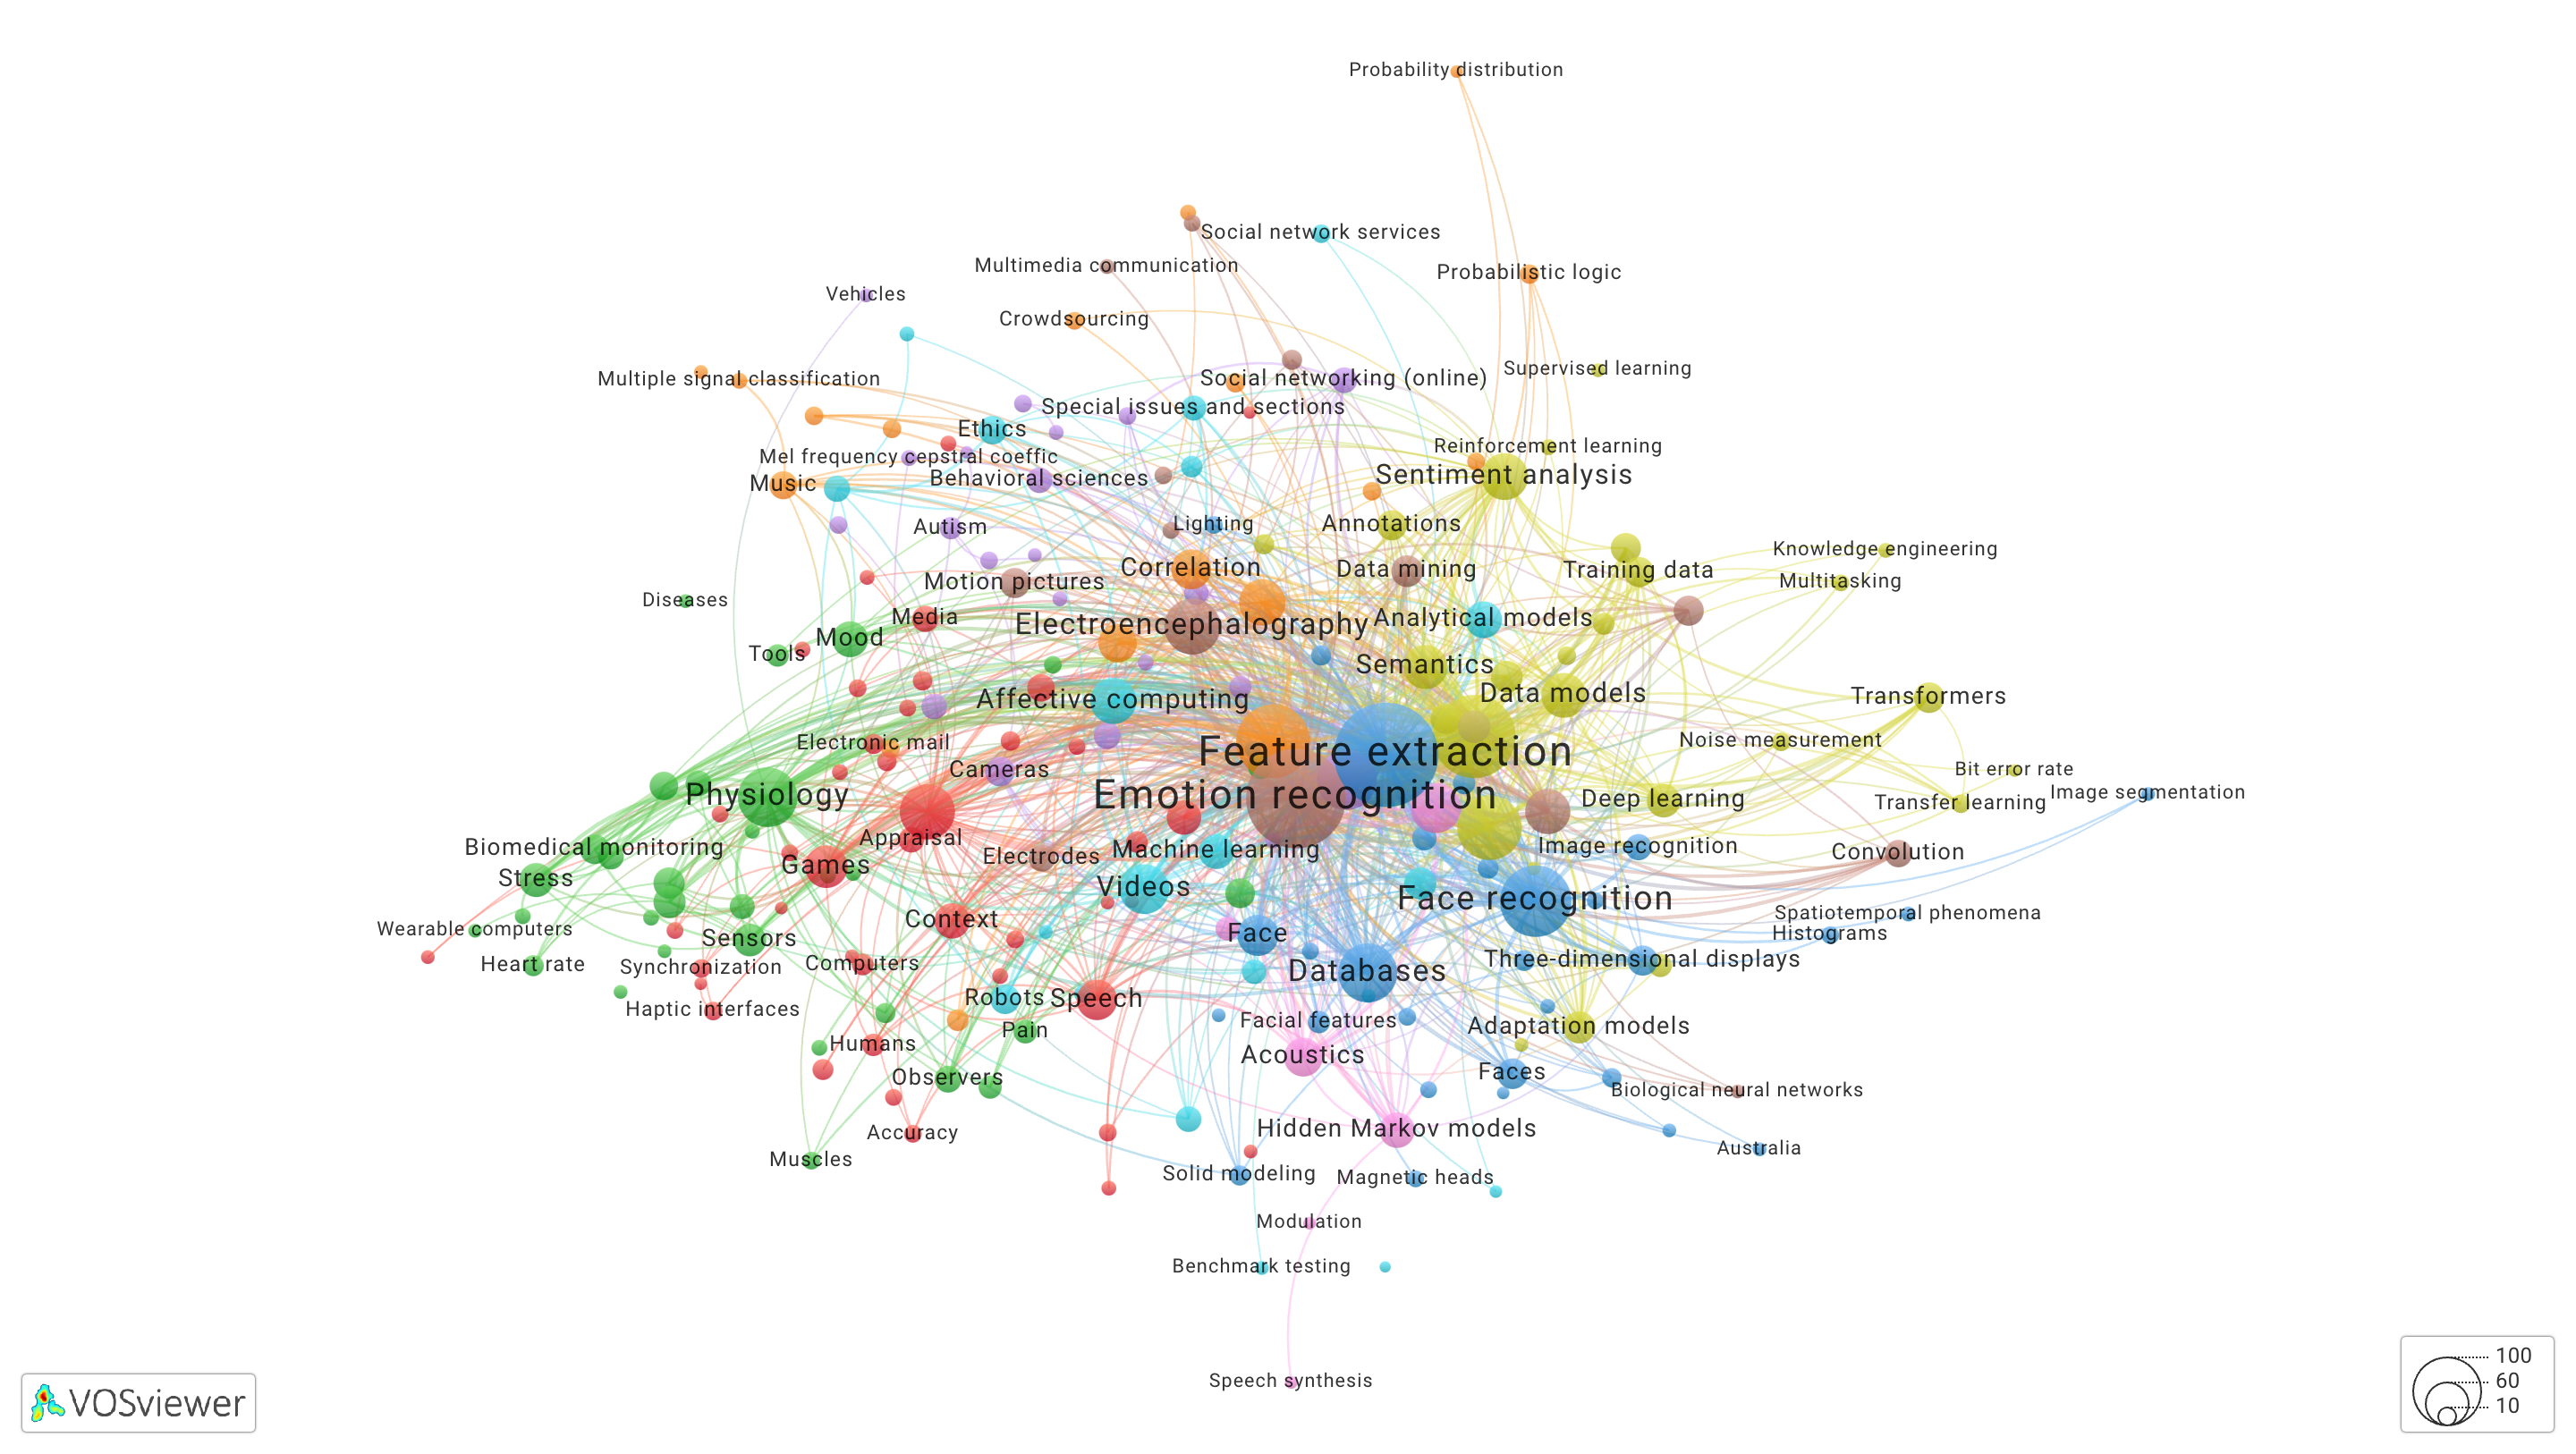 Probability distribution
Social network services
Multimedia communication
Probabilistic logic
Vehicles
Crowdsourcing
Supervised learning
Multiple signal classification
Social networking (online)
Special issues and sections
Ethics
Reinforcement learning
Mel frequency cepstral coeffic
Sentiment analysis
Behavioral sciences
Music
Autism
Lighting
Annotations
Knowledge engineering
Correlation
Data mining
Training data
Motion pictures
Multitasking
Diseases
Media
Analytical models
Electroencephalography
Mood
Tools
Semantics
Data models
Transformers
Affective computing
Electronic mail
Noise measurement
Feature extraction
Cameras
Bit error rate
Image segmentation
Physiology
Emotion recognition
Deep learning
Transfer learning
Appraisal
Biomedical monitoring
Image recognition
Machine learning
Convolution
Electrodes
Games
Stress
Videos
Face recognition
Context
Spatiotemporal phenomena
Wearable computers
Face
Histograms
Sensors
Three-dimensional displays
Heart rate
Synchronization
Computers
Databases
Robots
Speech
Haptic interfaces
Facial features
Adaptation models
Pain
Humans
Acoustics
Faces
Observers
Biological neural networks
Hidden Markov models
Accuracy
Australia
Muscles
Solid modeling
Magnetic heads
Modulation
Benchmark testing
Speech synthesis
VOSviewer
100
60
10